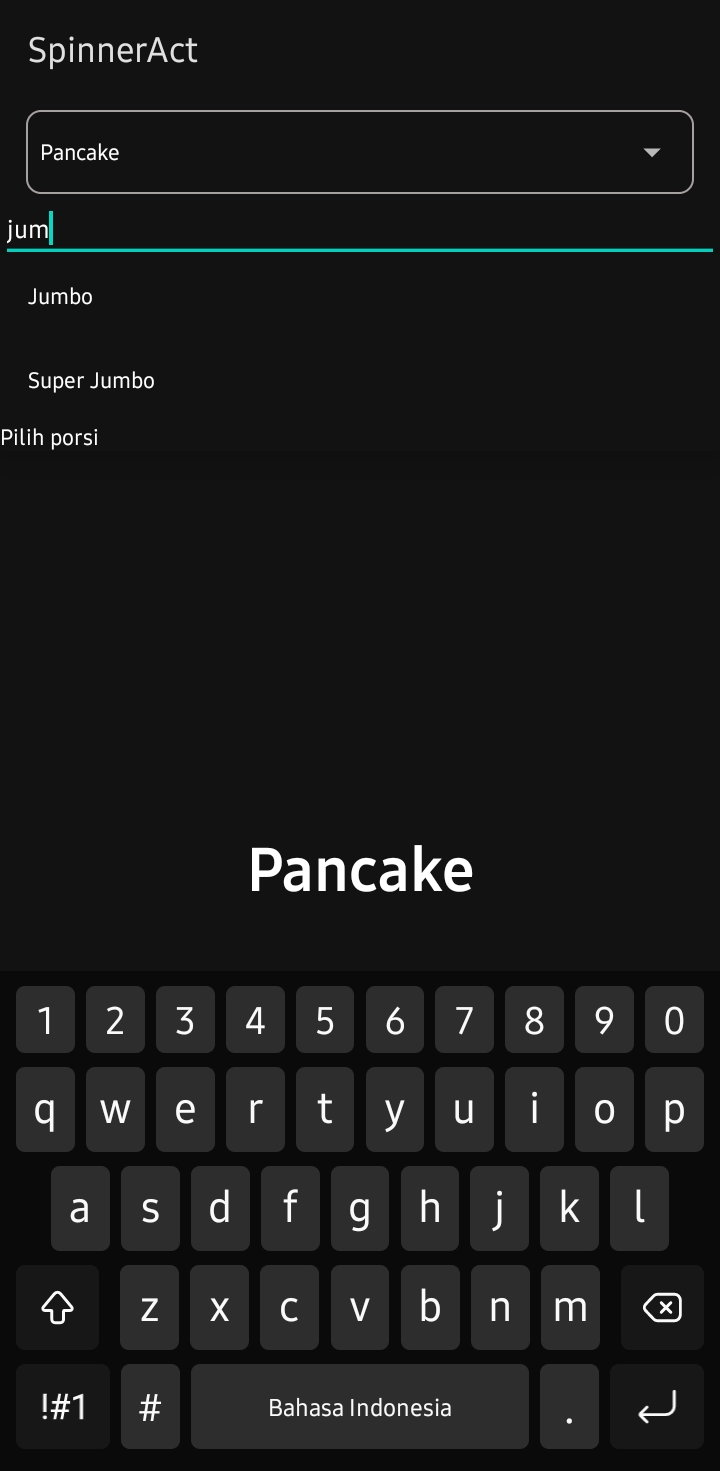 SpinnerAct
Pancake
jum
Jumbo
Super Jumbo
Pilih porsi
Pancake
1 2 3 4 5 6 7 8 9 0
q w e r t y u i o p
a s d f g h j k l
z x c v b n m
!#1 # Bahasa Indonesia .